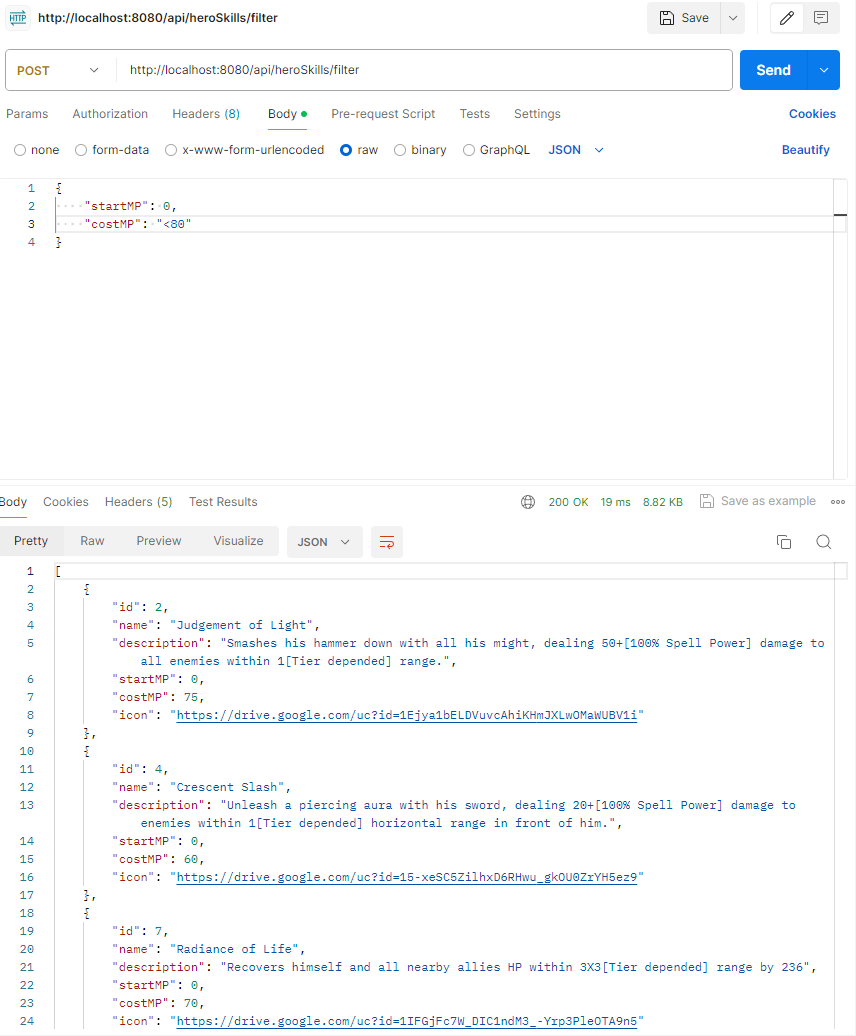 HTTP http://localhost:8080/api/heroSkills/filter Save
POST http://localhost:8080/api/heroSkills/filter Send
Params Authorization Headers (8) Body Pre-request Script Tests Settings Cookies
none form-data x-www-form-urlencoded raw binary GraphQL JSON Beautify
1 {
2 "startMP": 0,
3 "costMP": "<80"
4 }
Body Cookies Headers (5) Test Results 200 OK 19 ms 8.82 KB Save as example
Pretty Raw Preview Visualize JSON
1 [
2 {
3 "id": 2,
4 "name": "Judgement of Light",
5 "description": "Smashes his hammer down with all his might, dealing 50+[100% Spell Power] damage to
all enemies within 1[Tier depended] range.",
6 "startMP": 0,
7 "costMP": 75,
8 "icon": "https://drive.google.com/uc?id=1Ejya1bELDVuvcAhiKHmJXLwOMaWUBV1i"
9 },
10 {
11 "id": 4,
12 "name": "Crescent Slash",
13 "description": "Unleash a piercing aura with his sword, dealing 20+[100% Spell Power] damage to
enemies within 1[Tier depended] horizontal range in front of him.",
14 "startMP": 0,
15 "costMP": 60,
16 "icon": "https://drive.google.com/uc?id=15-xeSC5ZilhxD6RHwu_gkOU0ZrYH5ez9"
17 },
18 {
19 "id": 7,
20 "name": "Radiance of Life",
21 "description": "Recovers himself and all nearby allies HP within 3X3[Tier depended] range by 236",
22 "startMP": 0,
23 "costMP": 70,
24 "icon": "https://drive.google.com/uc?id=1IFGjFc7W_DIC1ndM3_-Yrp3PleOTA9n5"